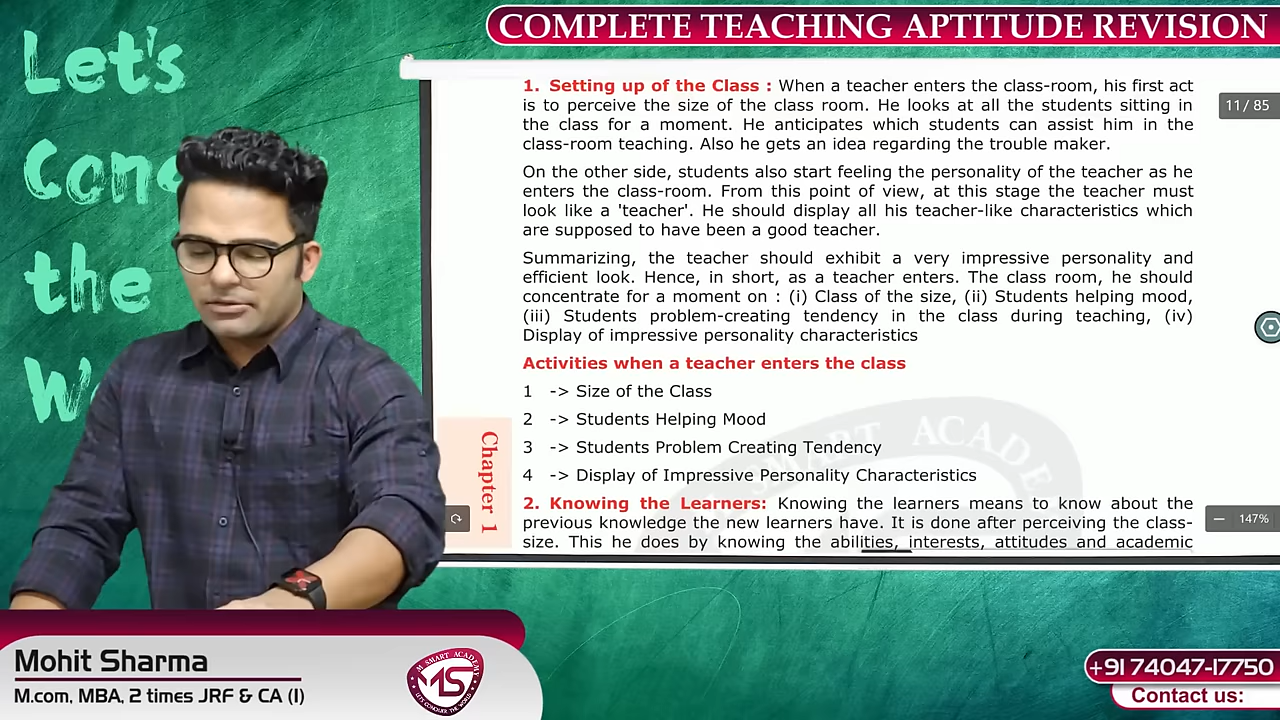 COMPLETE TEACHING APTITUDE REVISION
Let's
the
1. Setting up of the Class : When a teacher enters the class-room, his first act
is to perceive the size of the class room. He looks at all the students sitting in
the class for a moment. He anticipates which students can assist him in the
class-room teaching. Also he gets an idea regarding the trouble maker.
11 / 85
On the other side, students also start feeling the personality of the teacher as he
enters the class-room. From this point of view, at this stage the teacher must
look like a 'teacher'. He should display all his teacher-like characteristics which
are supposed to have been a good teacher.
Summarizing, the teacher should exhibit a very impressive personality and
efficient look. Hence, in short, as a teacher enters. The class room, he should
concentrate for a moment on : (i) Class of the size, (ii) Students helping mood,
(iii) Students problem-creating tendency in the class during teaching, (iv)
Display of impressive personality characteristics
Activities when a teacher enters the class
1 -> Size of the Class
2 -> Students Helping Mood
3 -> Students Problem Creating Tendency
4 -> Display of Impressive Personality Characteristics
2. Knowing the Learners: Knowing the learners means to know about the
previous knowledge the new learners have. It is done after perceiving the class-
size. This he does by knowing the abilities, interests, attitudes and academic
Chapter 1
147%
M SMART ACADE
Mohit Sharma
M.com, MBA, 2 times JRF & CA (I)
M SMART ACADEMY
MS
LET'S CONQUER THE WORLD
+91 74047-17750
Contact us: